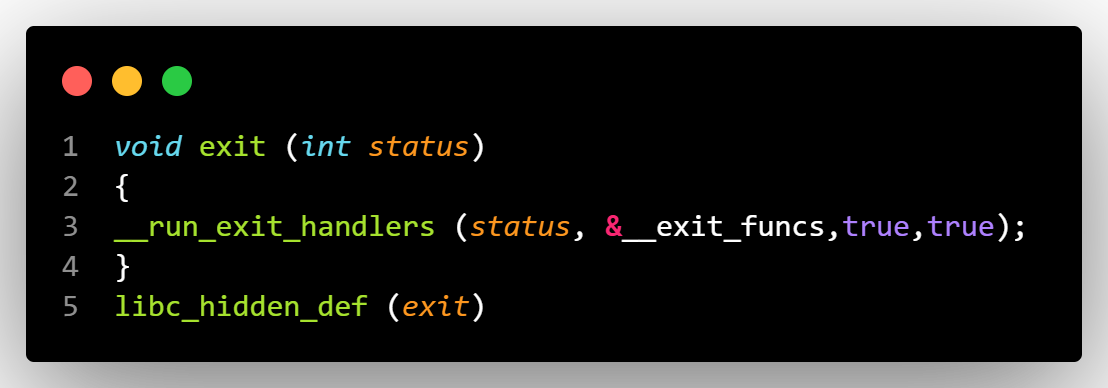 1 void exit (int status)
2 {
3 __run_exit_handlers (status, &__exit_funcs,true,true);
4 }
5 libc_hidden_def (exit)